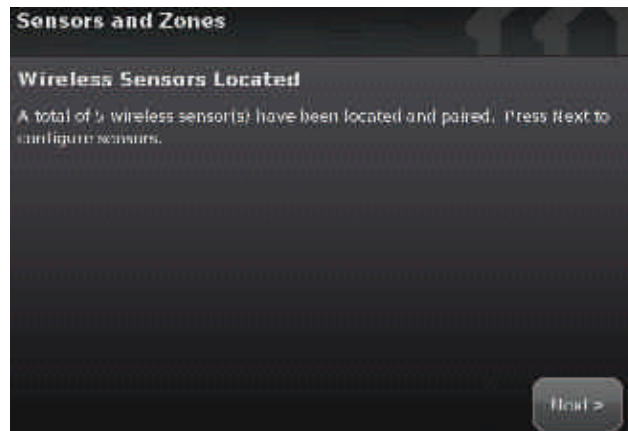 Sensors and Zones
Wireless Sensors Located
A total of 5 wireless sensor(s) have been located and paired. Press Next to
configure sensors.
Next >